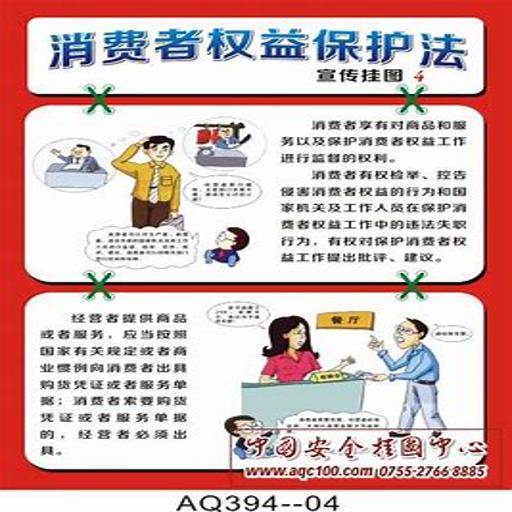 消费者权益保护法
宣传挂图 4
消费者享有对商品和服
务以及保护消费者权益工作
进行监督的权利。
消费者有权检举、控告
侵害消费者权益的行为和国
家机关及工作人员在保护消
费者权益工作中的违法失职
行为,有权对保护消费者权
益工作提出批评、建议。
经营者提供商品
或者服务,应当按照
国家有关规定或者商
业惯例向消费者出具
购货凭证或者服务单
据;消费者索要购货
凭证或者服务单据
的,经营者必须出
具。
餐厅
中国安全挂图中心
www.aqc100.com 0755-2766 8885
AQ394--04